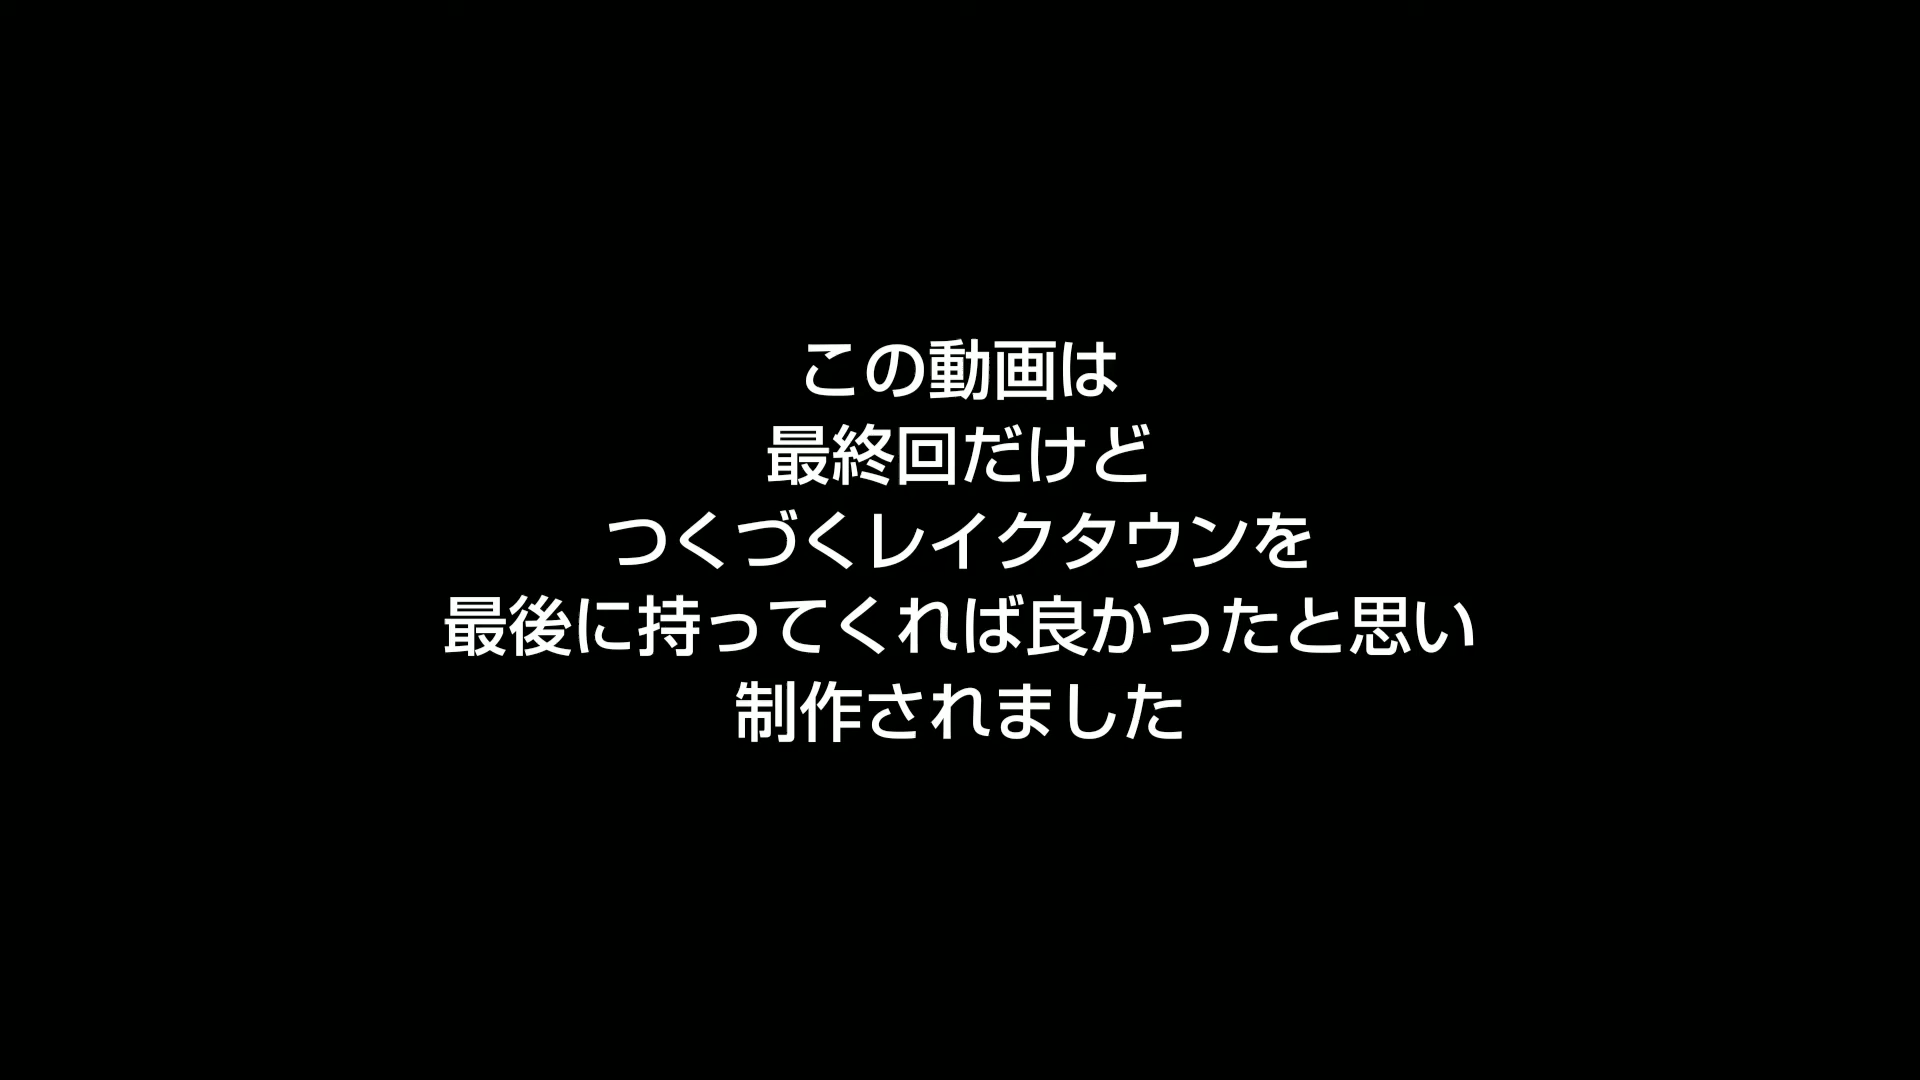 この動画は
最終回だけど
つくづくレイクタウンを
最後に持ってくれば良かったと思い
制作されました